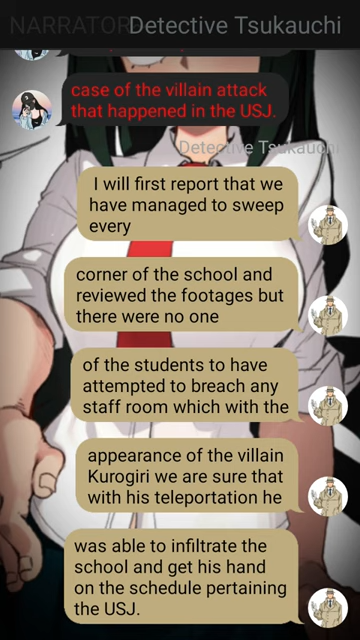 NARRATOR
Detective Tsukauchi
case of the villain attack
that happened in the USJ.
Detective Tsukauchi
I will first report that we
have managed to sweep
every
corner of the school and
reviewed the footages but
there were no one
of the students to have
attempted to breach any
staff room which with the
appearance of the villain
Kurogiri we are sure that
with his teleportation he
was able to infiltrate the
school and get his hand
on the schedule pertaining
the USJ.